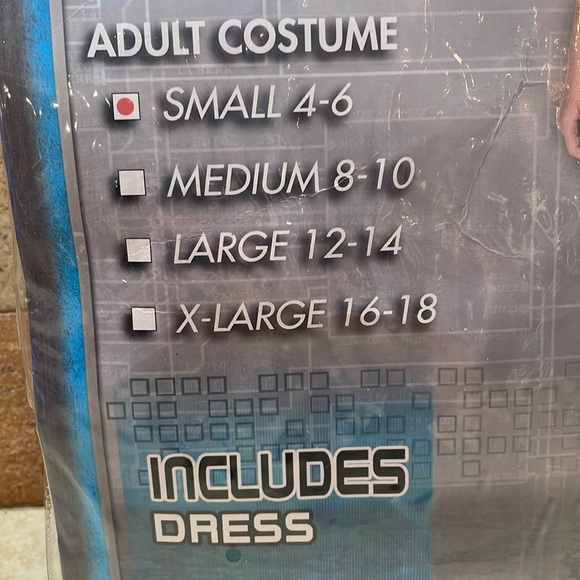 ADULT COSTUME
SMALL 4-6
MEDIUM 8-10
LARGE 12-14
X-LARGE 16-18
INCLUDES
DRESS